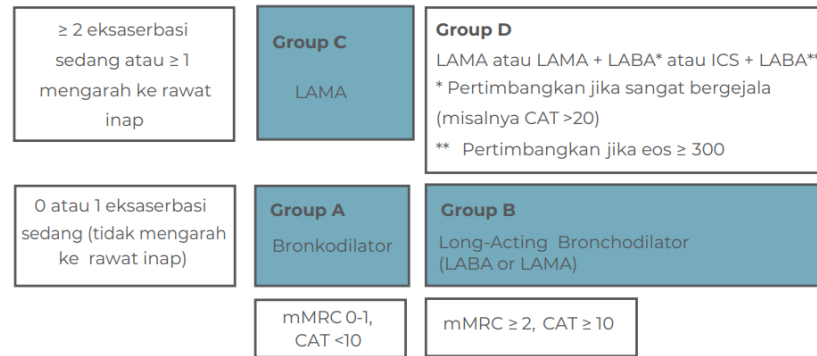 ≥ 2 eksaserbasi
sedang atau ≥ 1
mengarah ke rawat
inap
Group C
LAMA
Group D
LAMA atau LAMA + LABA* atau ICS + LABA**
* Pertimbangkan jika sangat bergejala
(misalnya CAT >20)
** Pertimbangkan jika eos ≥ 300
0 atau 1 eksaserbasi
sedang (tidak mengarah
ke rawat inap)
Group A
Bronkodilator
Group B
Long-Acting Bronchodilator
(LABA or LAMA)
mMRC 0-1,
CAT <10
mMRC ≥ 2, CAT ≥ 10